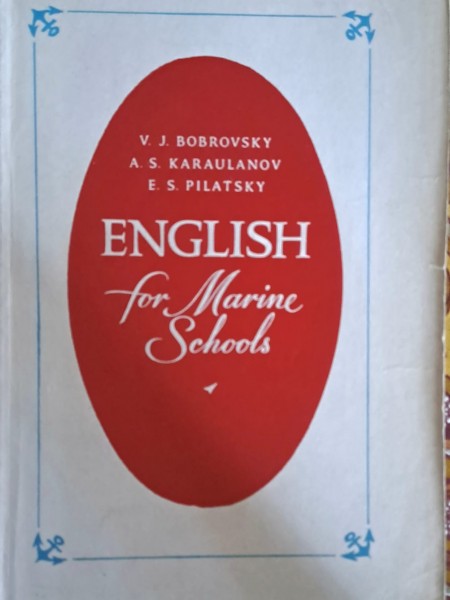 V. J. BOBROVSKY
A. S. KARAULANOV
E. S. PILATSKY
ENGLISH
for Marine
Schools